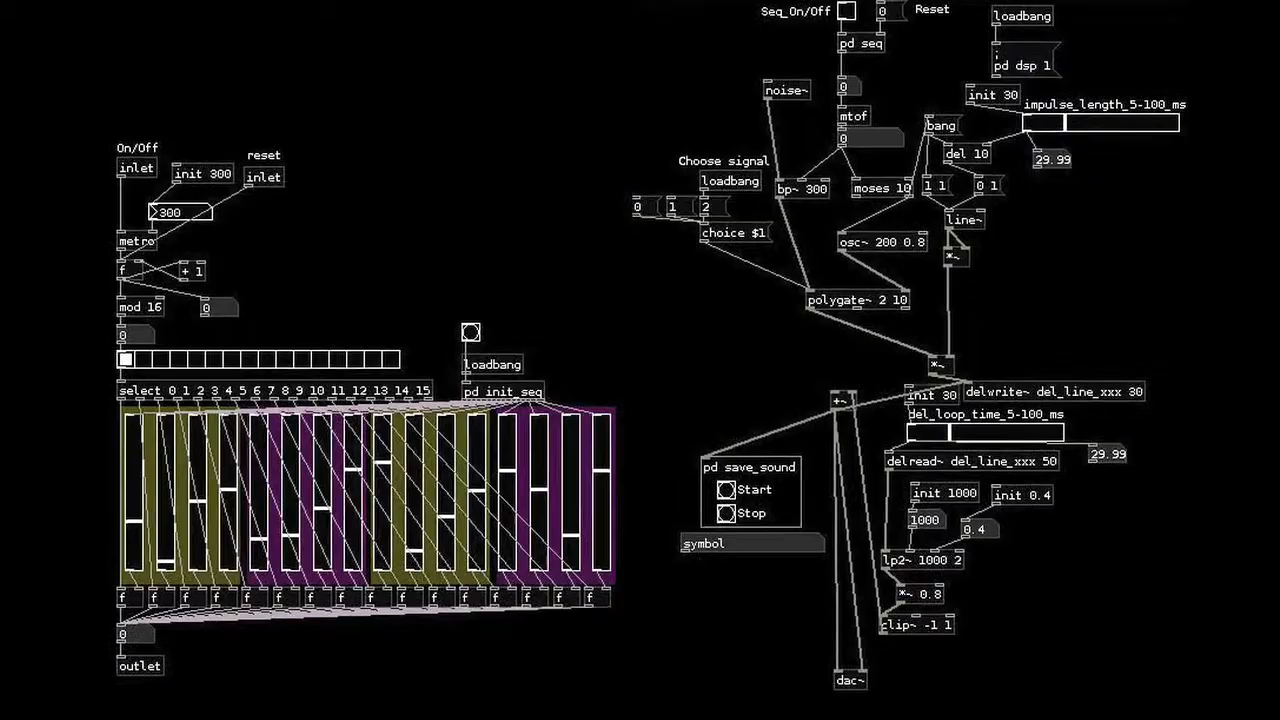 On/Off
inlet
init 300
reset
inlet
300
metro
f
+ 1
mod 16
0
0
select 0 1 2 3 4 5 6 7 8 9 10 11 12 13 14 15
loadbang
pd init_seq
f f f f f f f f f f f f f f f f
0
outlet
Seq_On/Off
0
Reset
pd seq
loadbang
;
pd dsp 1
noise~
0
init 30
impulse_length_5-100_ms
mtof
0
bang
del 10
29.99
Choose signal
loadbang
bp~ 300
moses 10
1 1
0 1
0
1
2
choice $1
line~
osc~ 200 0.8
*~
polygate~ 2 10
*~
+~
init 30
delwrite~ del_line_xxx 30
del_loop_time_5-100_ms
29.99
delread~ del_line_xxx 50
pd save_sound
Start
Stop
symbol
init 1000
init 0.4
1000
0.4
lp2~ 1000 2
*~ 0.8
clip~ -1 1
dac~